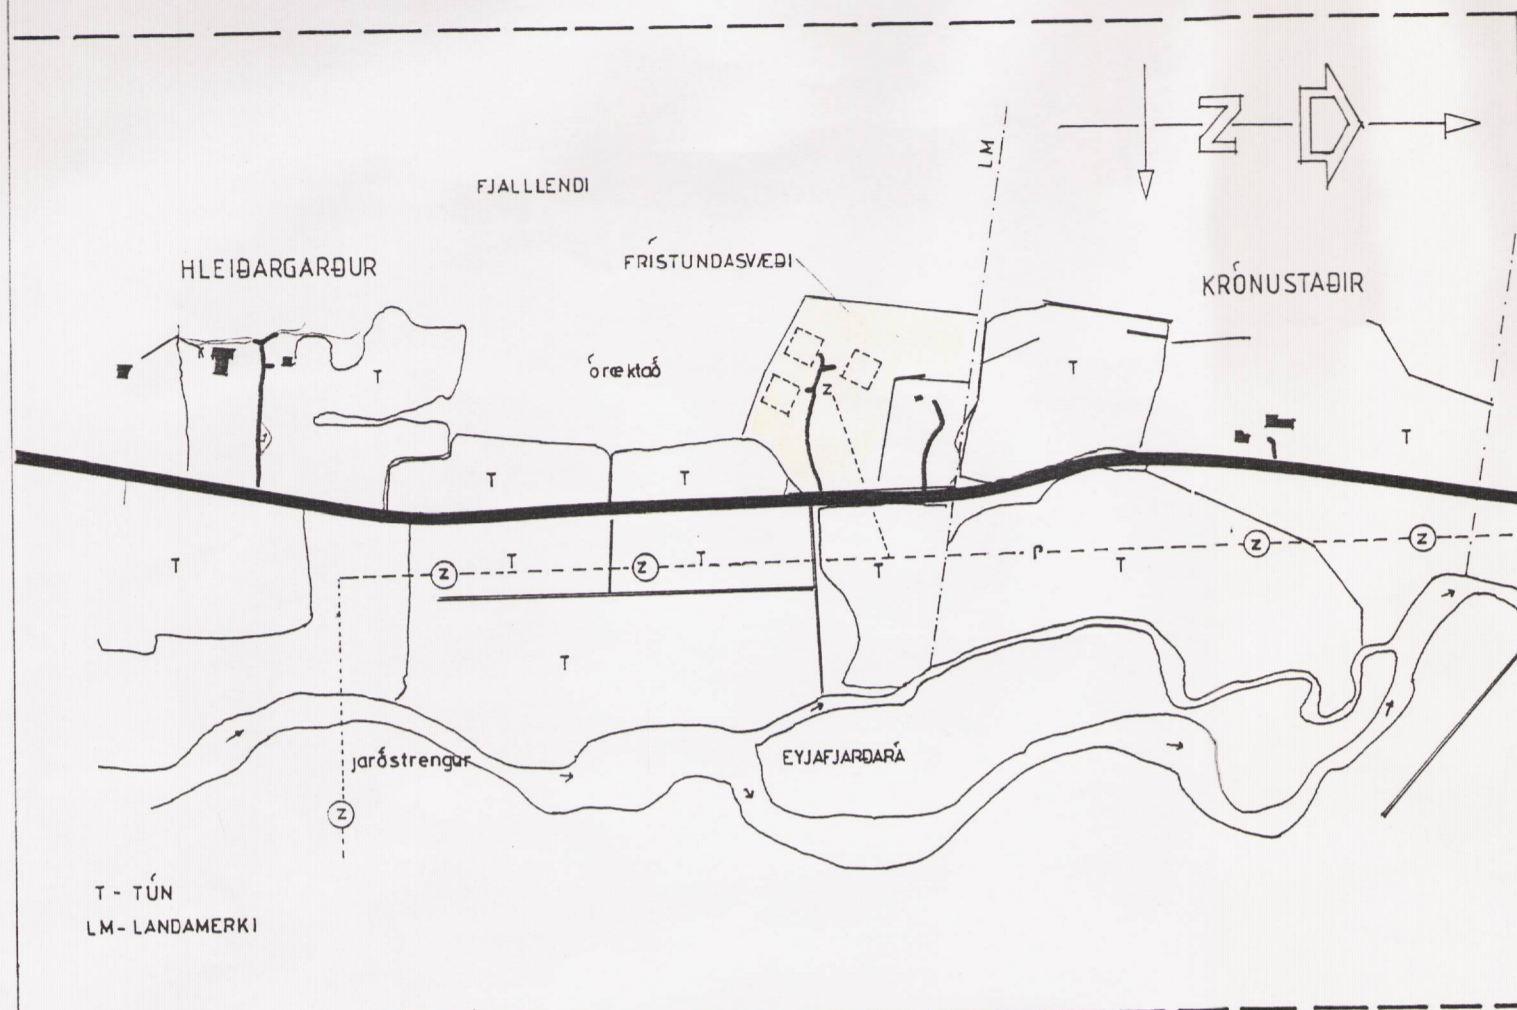 LM
N
FJALLLENDI
FRÍSTUNDASVÆÐI
HLEIÐARGARÐUR
KRÓNUSTAÐIR
óræktað
T
T
T
Z
T
T
T
Z
T
Z
T
T
T
Z
Z
T
jarðstrengur
EYJAFJARÐARÁ
Z
T - TÚN
LM- LANDAMERKI